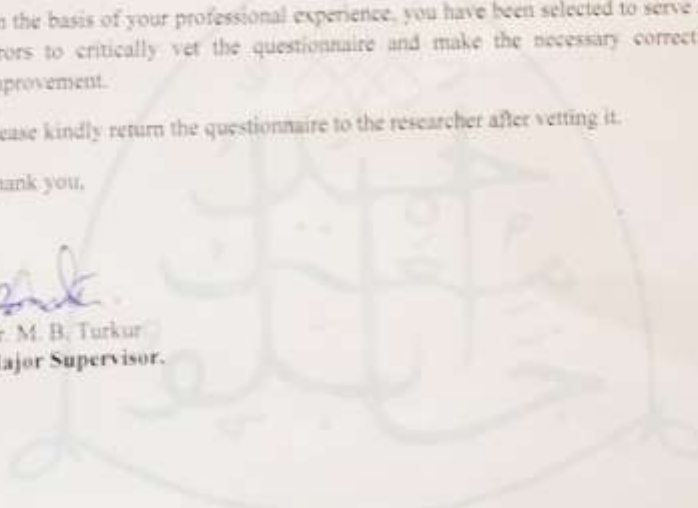 n the basis of your professional experience, you have been selected to serve
rors to critically vet the questionnaire and make the necessary correct
provement.
ease kindly return the questionnaire to the researcher after vetting it.
hank you,
r. M. B. Turkur
ajor Supervisor.